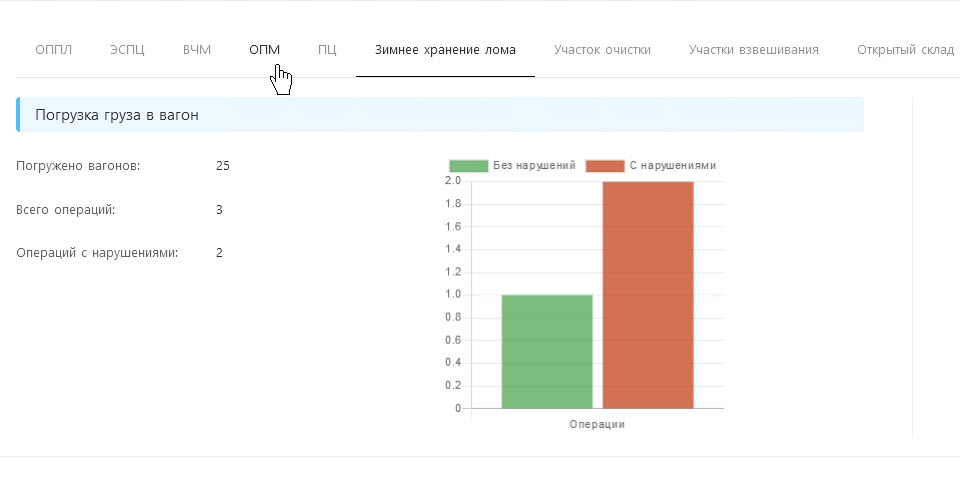 ОППЛ ЭСПЦ ВЧМ ОПМ ПЦ Зимнее хранение лома Участок очистки Участки взвешивания Открытый склад
Погрузка груза в вагон
Погружено вагонов: 25
Всего операций: 3
Операций с нарушениями: 2
Без нарушений С нарушениями
2.0
1.8
1.6
1.4
1.2
1.0
0.8
0.6
0.4
0.2
0
Операции